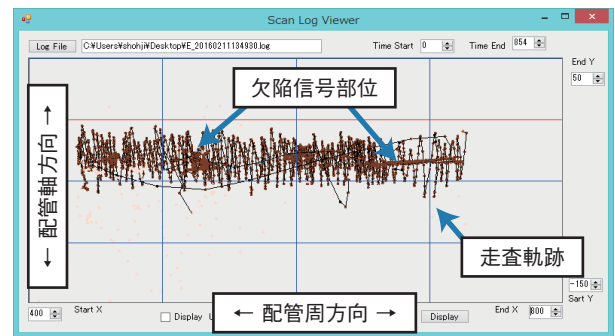 Scan Log Viewer
Log File
C:¥Users¥shohji¥Desktop¥E_20160211134930.log
Time Start 0
Time End 854
End Y
50
欠陥信号部位
← 配管軸方向 →
走査軌跡
-150
Sart Y
400
Start X
Display
← 配管周方向 →
Display
End X 800